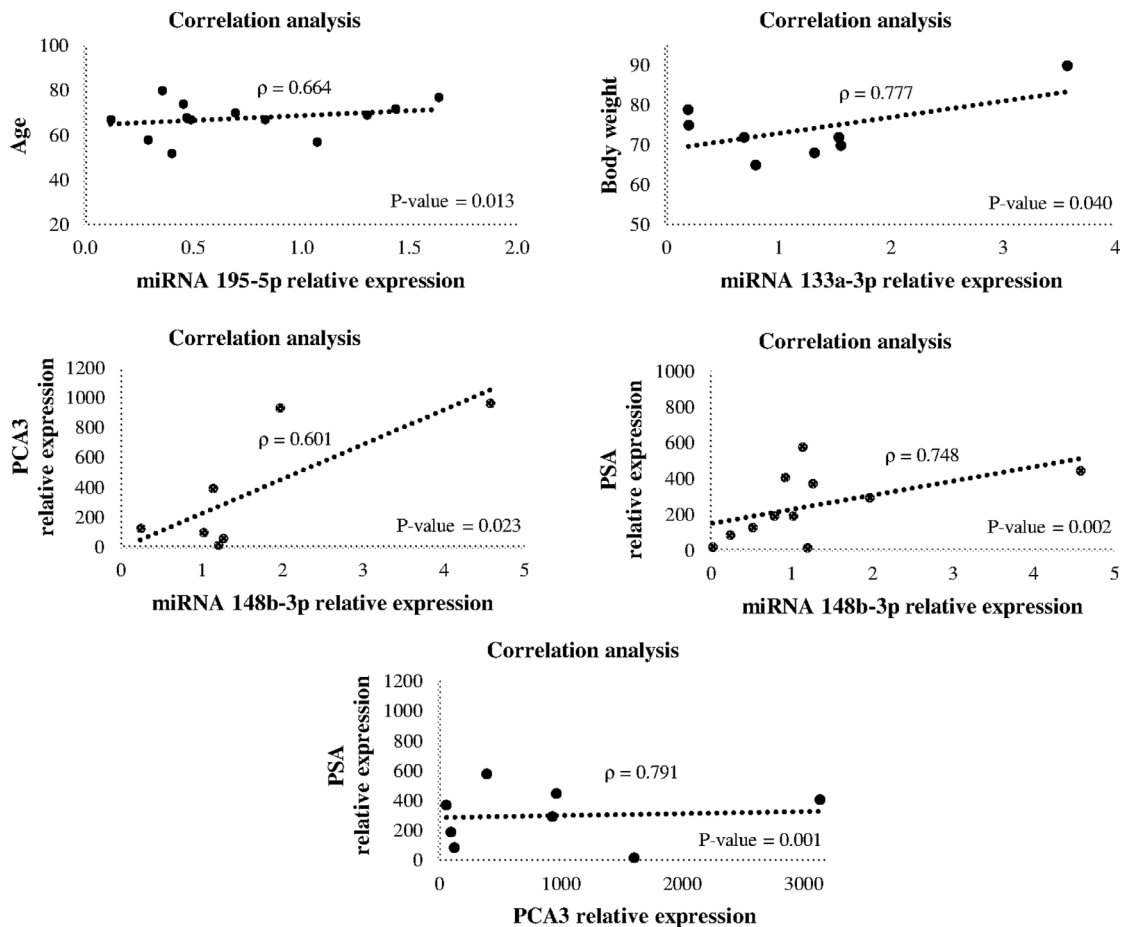 Correlation analysis
100
80
60
40
20
Age
ρ = 0.664
P-value = 0.013
0.0 0.5 1.0 1.5 2.0
miRNA 195-5p relative expression
Correlation analysis
90
80
70
60
50
Body weight
ρ = 0.777
P-value = 0.040
0 1 2 3 4
miRNA 133a-3p relative expression
Correlation analysis
1200
1000
800
600
400
200
0
PCA3
relative expression
ρ = 0.601
P-value = 0.023
0 1 2 3 4 5
miRNA 148b-3p relative expression
Correlation analysis
1000
800
600
400
200
0
PSA
relative expression
ρ = 0.748
P-value = 0.002
0 1 2 3 4 5
miRNA 148b-3p relative expression
Correlation analysis
1200
1000
800
600
400
200
0
PSA
relative expression
ρ = 0.791
P-value = 0.001
0 1000 2000 3000
PCA3 relative expression